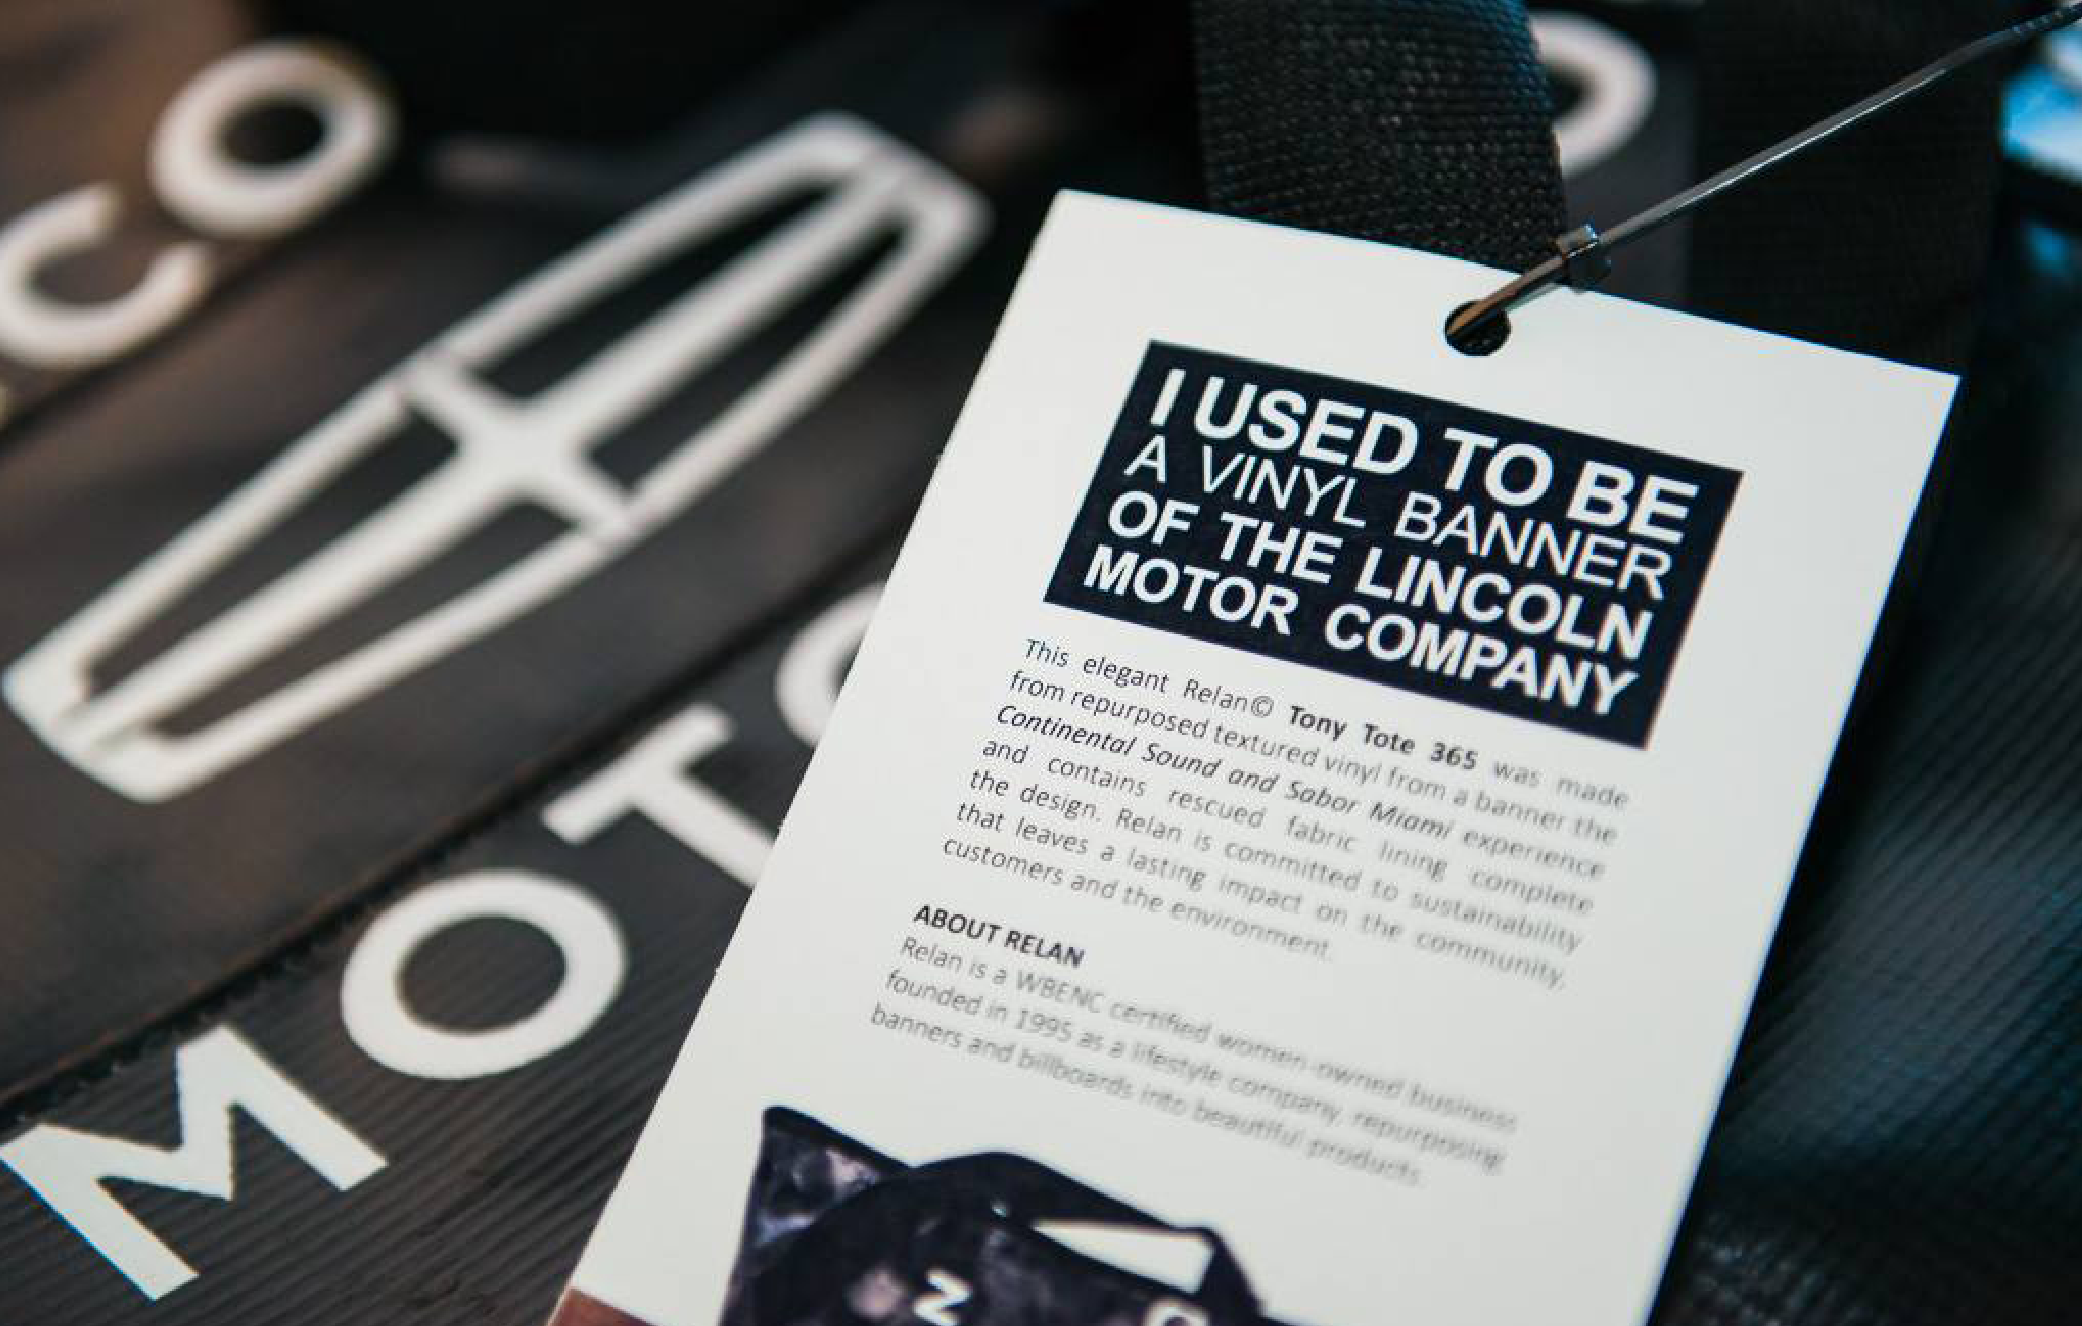 CO
MOTO
I USED TO BE
A VINYL BANNER
OF THE LINCOLN
MOTOR COMPANY
This elegant Relan© Tony Tote 365 was made
from repurposed textured vinyl from a banner the
Continental Sound and Sabor Miami experience
and contains rescued fabric lining complete
the design. Relan is committed to sustainability
that leaves a lasting impact on the community,
customers and the environment.
ABOUT RELAN
Relan is a WBENC certified women-owned business
founded in 1995 as a lifestyle company, repurposing
banners and billboards into beautiful products.
N